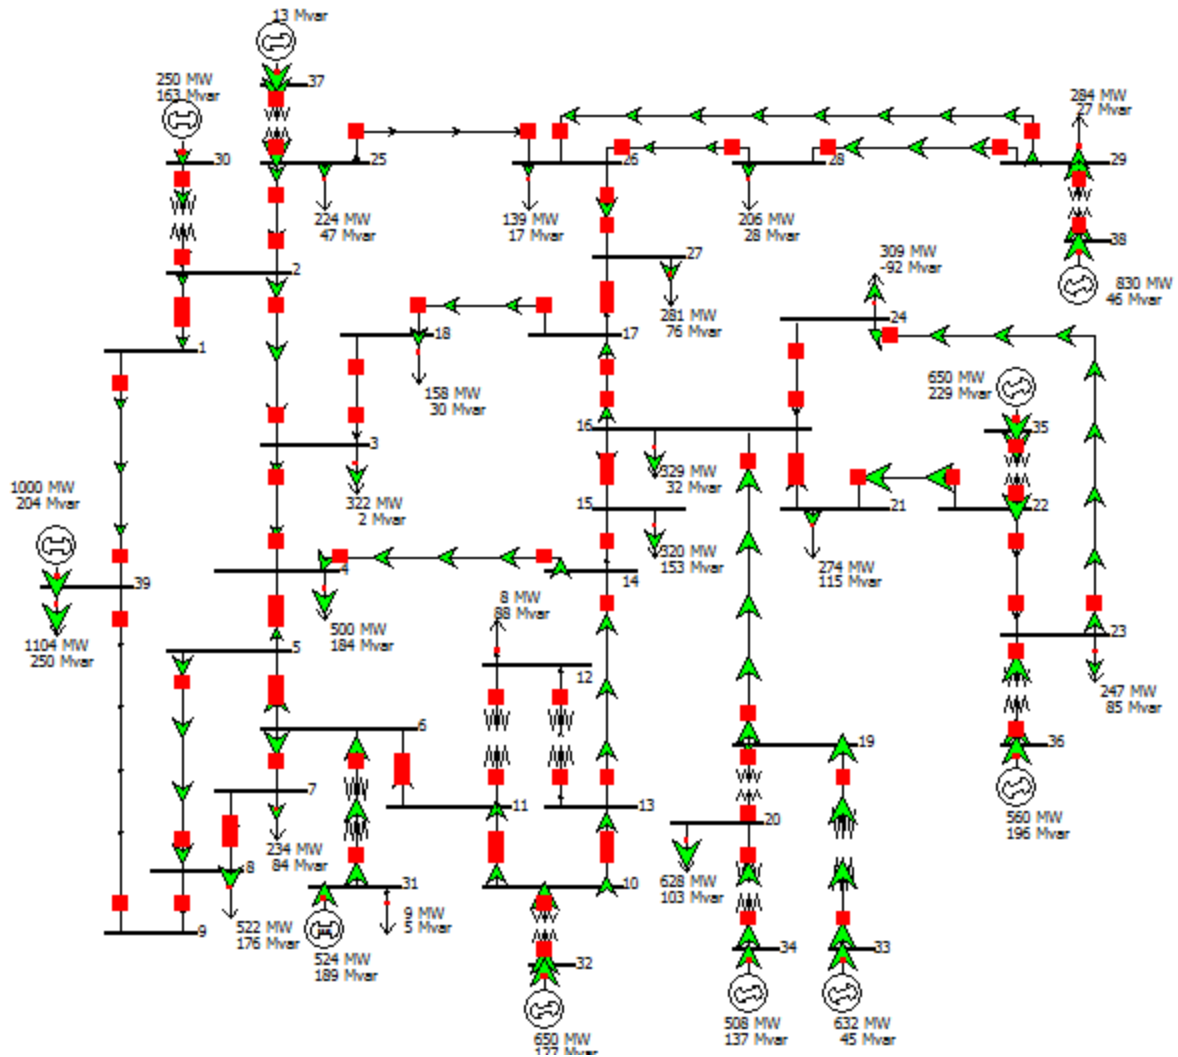 13 Mvar
37
250 MW
163 Mvar
30
25
26
28
29
284 MW
27 Mvar
224 MW
47 Mvar
139 MW
17 Mvar
206 MW
28 Mvar
38
830 MW
46 Mvar
2
27
281 MW
76 Mvar
309 MW
-92 Mvar
24
18
17
1
158 MW
30 Mvar
650 MW
229 Mvar
35
3
16
322 MW
2 Mvar
329 MW
32 Mvar
1000 MW
204 Mvar
15
21
22
320 MW
153 Mvar
274 MW
115 Mvar
39
4
14
8 MW
88 Mvar
500 MW
184 Mvar
1104 MW
250 Mvar
5
12
23
247 MW
85 Mvar
6
19
36
7
11
13
20
560 MW
196 Mvar
234 MW
84 Mvar
8
31
10
628 MW
103 Mvar
9
522 MW
176 Mvar
9 MW
5 Mvar
524 MW
189 Mvar
32
34
33
650 MW
127 Mvar
508 MW
137 Mvar
632 MW
45 Mvar